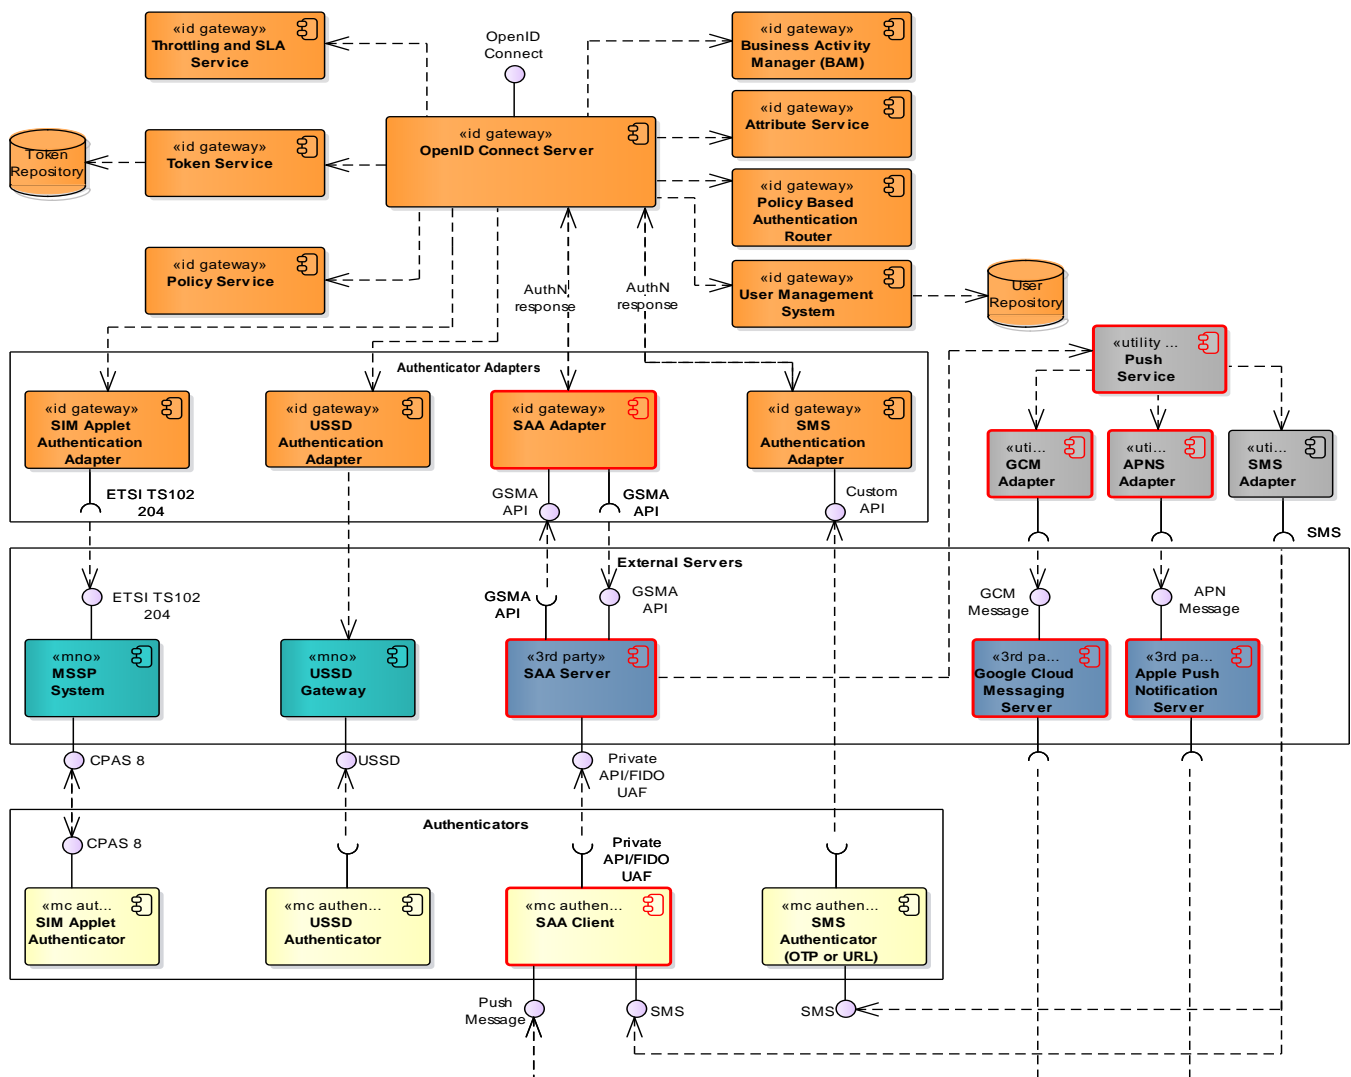 «id gateway»
Throttling and SLA
Service
OpenID
Connect
«id gateway»
Business Activity
Manager (BAM)
«id gateway»
OpenID Connect Server
«id gateway»
Attribute Service
Token
Repository
«id gateway»
Token Service
«id gateway»
Policy Based
Authentication
Router
«id gateway»
Policy Service
«id gateway»
User Management
System
User
Repository
AuthN
response
AuthN
response
«utility ...
Push
Service
Authenticator Adapters
«id gateway»
SIM Applet
Authentication
Adapter
«id gateway»
USSD
Authentication
Adapter
«id gateway»
SAA Adapter
«id gateway»
SMS
Authentication
Adapter
«uti...
GCM
Adapter
«uti...
APNS
Adapter
«uti...
SMS
Adapter
ETSI TS102
204
GSMA
API
GSMA
API
Custom
API
SMS
External Servers
ETSI TS102
204
GSMA
API
GSMA
API
GCM
Message
APN
Message
«mno»
MSSP
System
«mno»
USSD
Gateway
«3rd party»
SAA Server
«3rd pa...
Google Cloud
Messaging
Server
«3rd pa...
Apple Push
Notification
Server
CPAS 8
USSD
Private
API/FIDO
UAF
Authenticators
CPAS 8
Private
API/FIDO
UAF
«mc aut...
SIM Applet
Authenticator
«mc authen...
USSD
Authenticator
«mc authen...
SAA Client
«mc authen...
SMS
Authenticator
(OTP or URL)
Push
Message
SMS
SMS